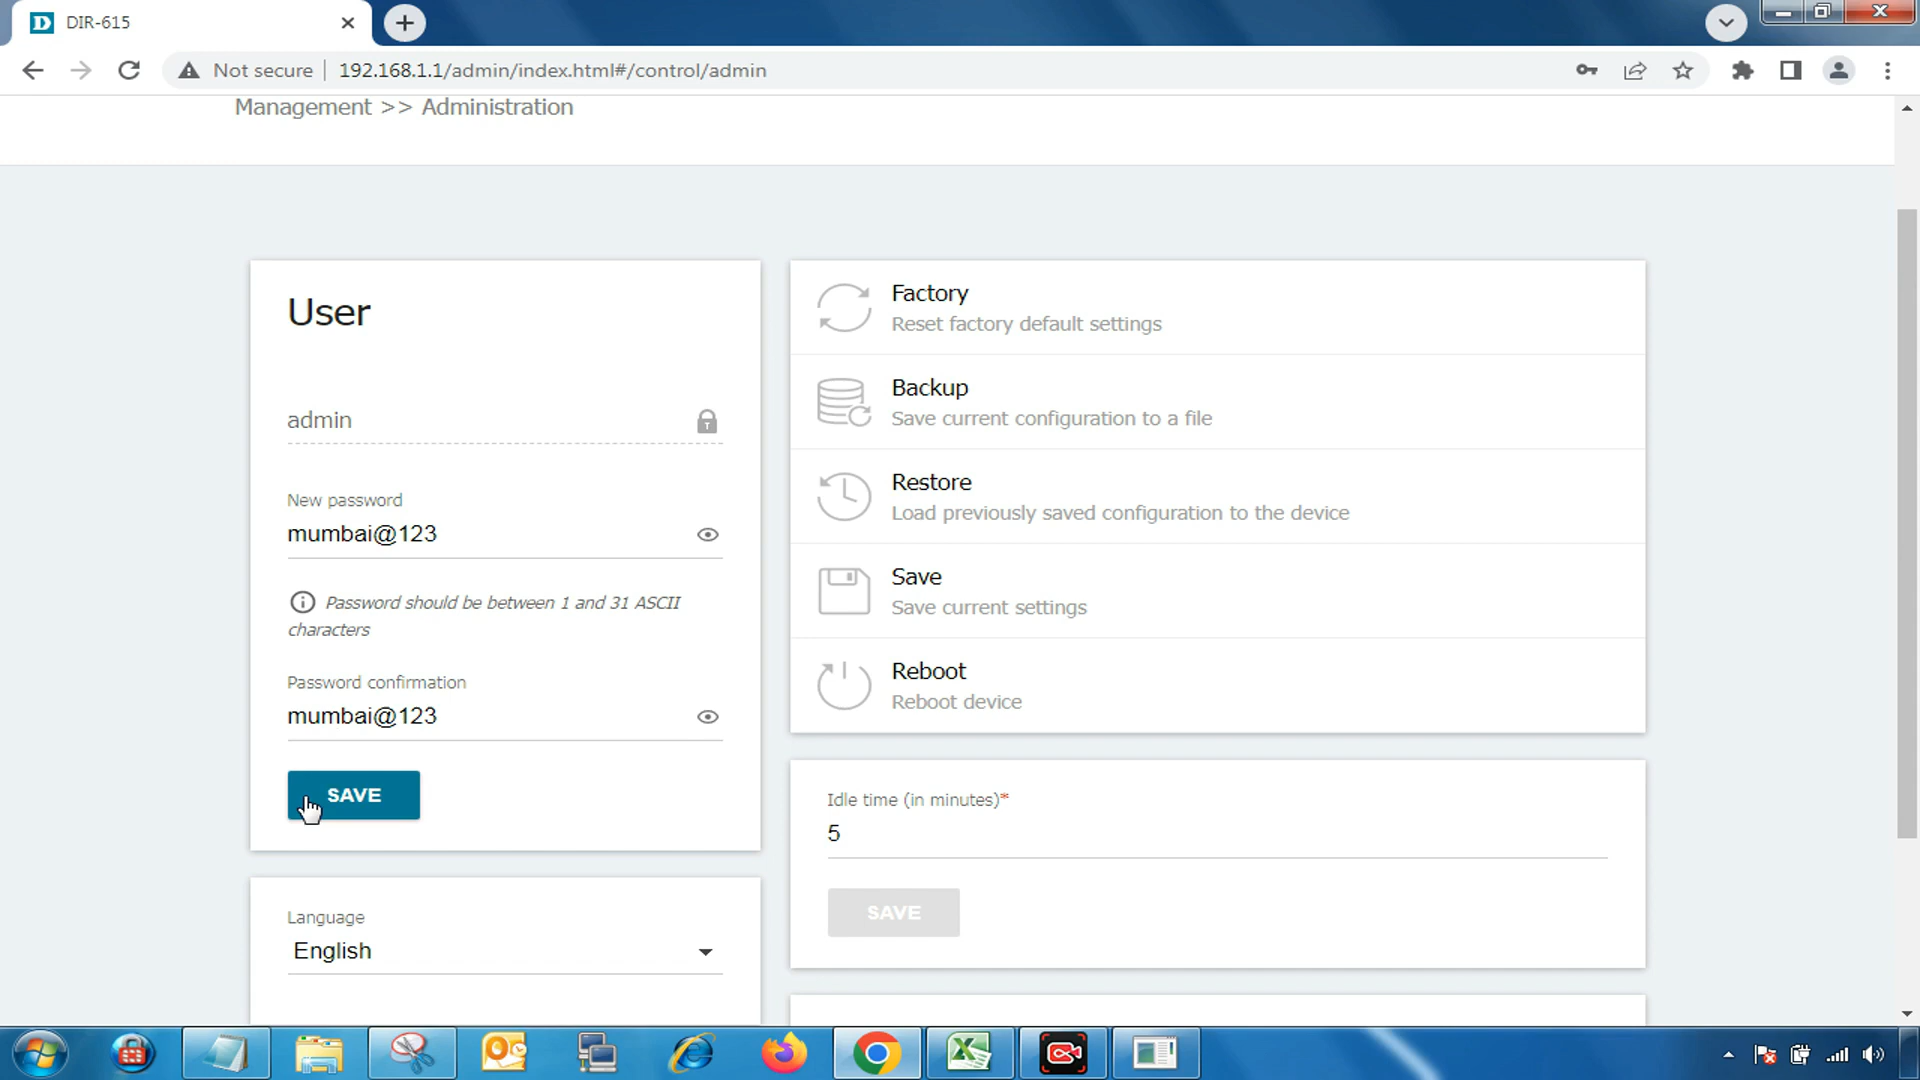 DIR-615
Not secure
192.168.1.1/admin/index.html#/control/admin
Management >> Administration
User
admin
New password
mumbai@123
Password should be between 1 and 31 ASCII
characters
Password confirmation
mumbai@123
SAVE
Language
English
Factory
Reset factory default settings
Backup
Save current configuration to a file
Restore
Load previously saved configuration to the device
Save
Save current settings
Reboot
Reboot device
Idle time (in minutes)*
5
SAVE